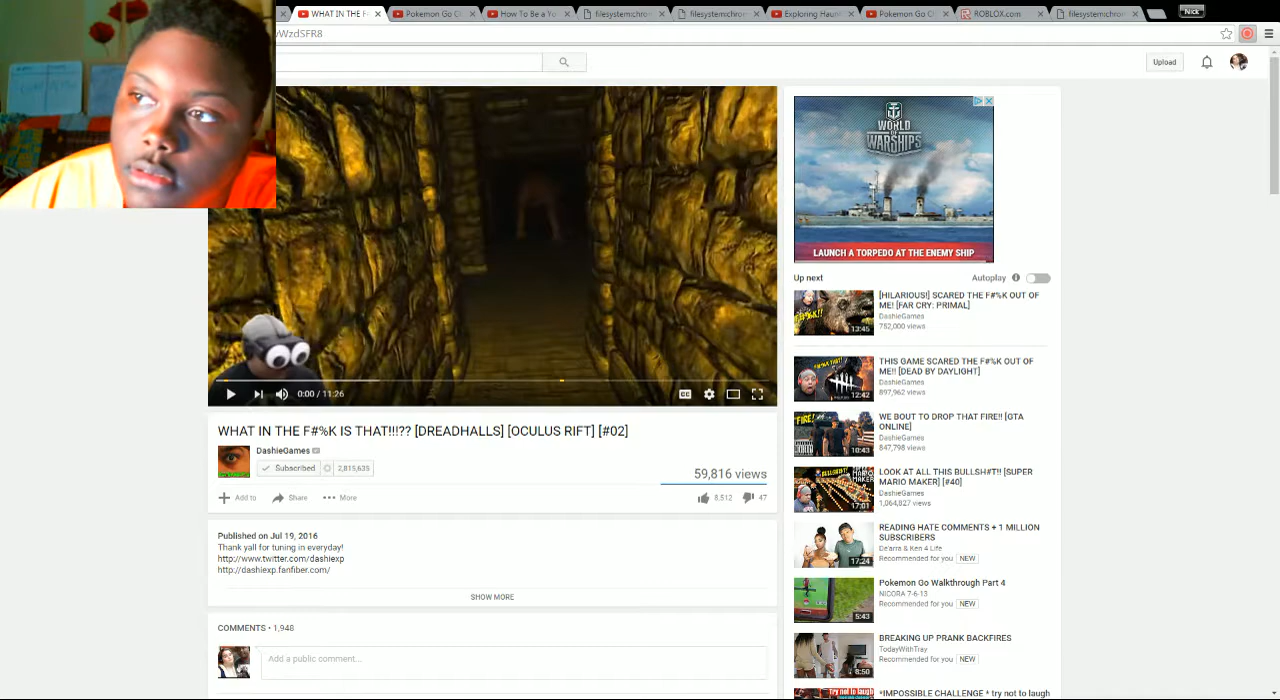 WHAT IN THE F
Pokemon Go G
How To Be a Yo
filesystem:chrom
filesystem:chrom
Exploring Haunt
Pokemon Go C
ROBLOX.com
filesystem:chrom
Nick
WzdSFR8
Upload
WORLD
OF
WARSHIPS
LAUNCH A TORPEDO AT THE ENEMY SHIP
Up next
Autoplay
[HILARIOUS!] SCARED THE F#%K OUT OF
ME! [FAR CRY: PRIMAL]
DashieGames
752,000 views
13:45
THIS GAME SCARED THE F#%K OUT OF
ME!! [DEAD BY DAYLIGHT]
DashieGames
897,962 views
12:42
WE BOUT TO DROP THAT FIRE!! [GTA
ONLINE]
DashieGames
847,798 views
10:43
LOOK AT ALL THIS BULLSH#T!! [SUPER
MARIO MAKER] [#40]
DashieGames
1,064,827 views
17:01
READING HATE COMMENTS + 1 MILLION
SUBSCRIBERS
De'arra & Ken 4 Life
Recommended for you NEW
17:24
Pokemon Go Walkthrough Part 4
NICORA 7-6-13
Recommended for you NEW
5:43
BREAKING UP PRANK BACKFIRES
TodayWithTray
Recommended for you NEW
8:50
*IMPOSSIBLE CHALLENGE * try not to laugh
0:00 / 11:26
CC
WHAT IN THE F#%K IS THAT!!!?? [DREADHALLS] [OCULUS RIFT] [#02]
DashieGames
Subscribed 2,815,635
59,816 views
Add to Share More
8,512 47
Published on Jul 19, 2016
Thank yall for tuning in everyday!
http://www.twitter.com/dashiexp
http://dashiexp.fanfiber.com/
SHOW MORE
COMMENTS • 1,948
Add a public comment...